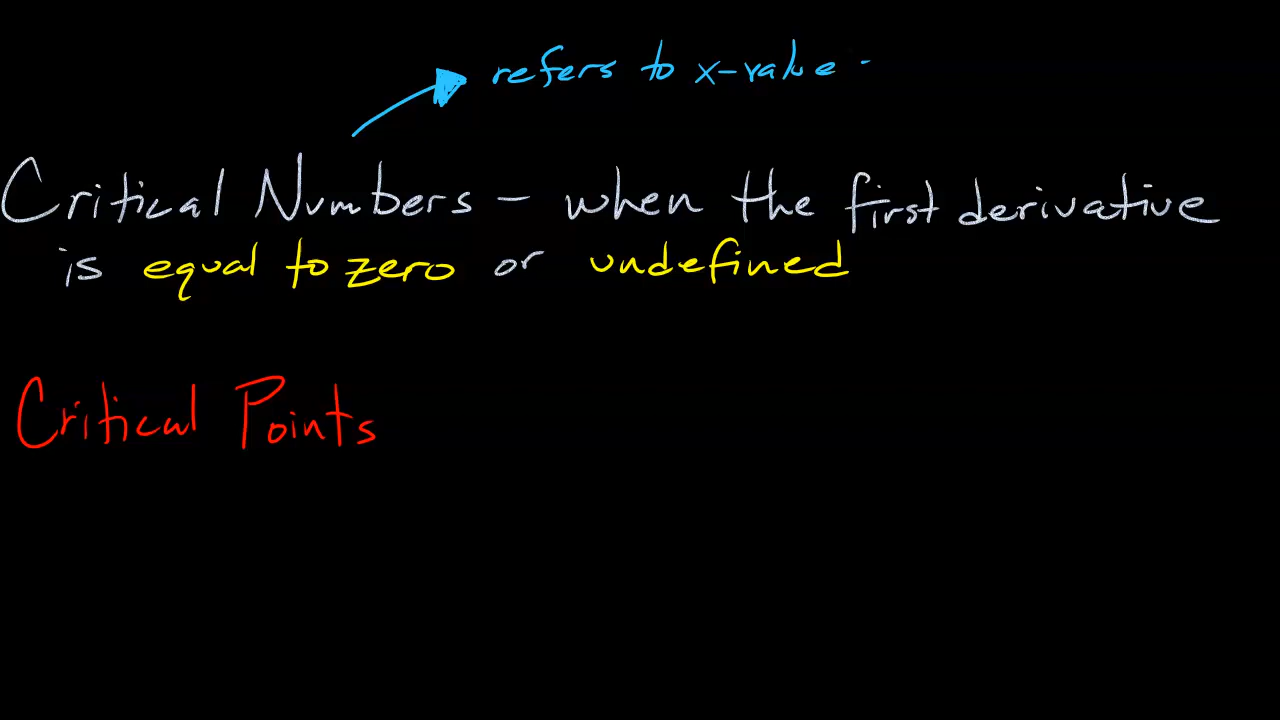 refers to x-value -
Critical Numbers - when the first derivative
is equal to zero or undefined
Critical Points